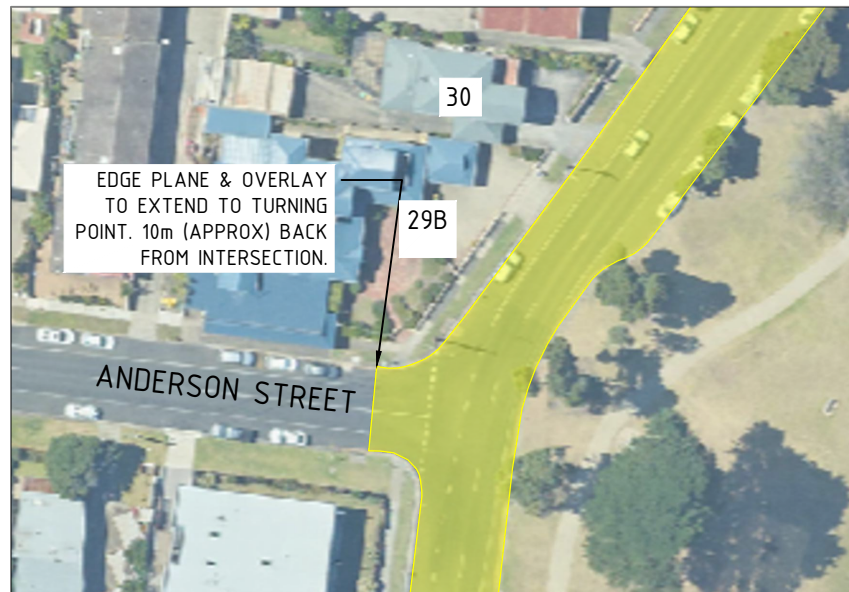 30
EDGE PLANE & OVERLAY
TO EXTEND TO TURNING
POINT. 10m (APPROX) BACK
FROM INTERSECTION.
29B
ANDERSON STREET